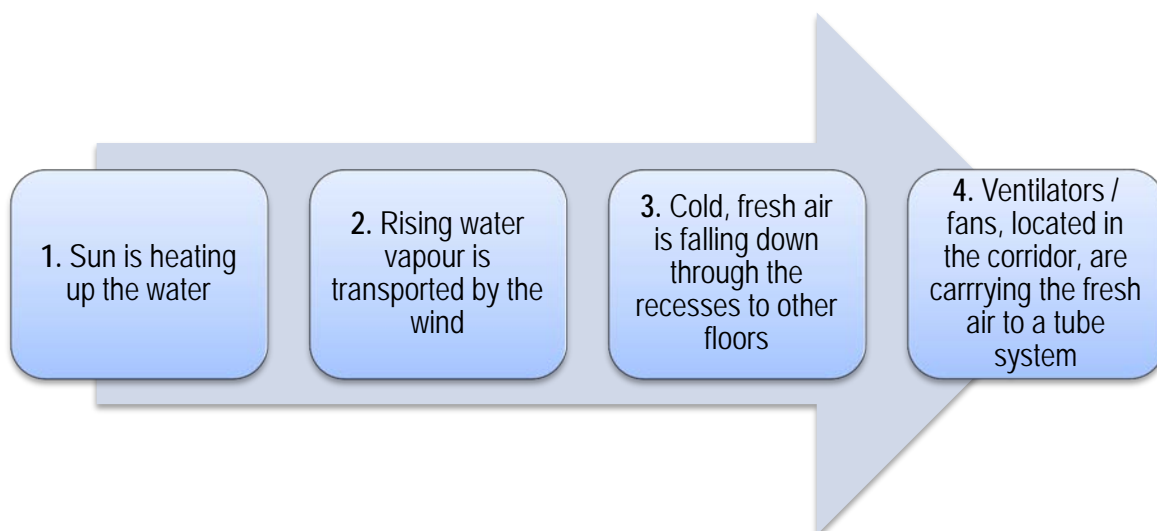 1. Sun is heating
up the water
2. Rising water
vapour is
transported by the
wind
3. Cold, fresh air
is falling down
through the
recesses to other
floors
4. Ventilators /
fans, located in
the corridor, are
carrrying the fresh
air to a tube
system